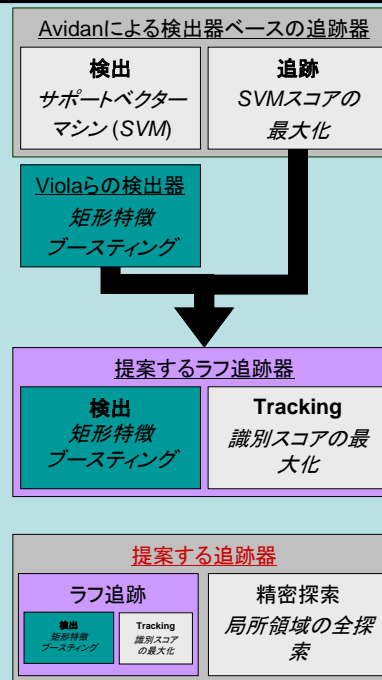 Avidanによる検出器ベースの追跡器
検出
サポートベクター
マシン (SVM)
追跡
SVMスコアの
最大化
Violaらの検出器
矩形特徴
ブースティング
提案するラフ追跡器
検出
矩形特徴
ブースティング
Tracking
識別スコアの最
大化
提案する追跡器
ラフ追跡
検出
矩形特徴
ブースティング
Tracking
識別スコア
の最大化
精密探索
局所領域の全探
索